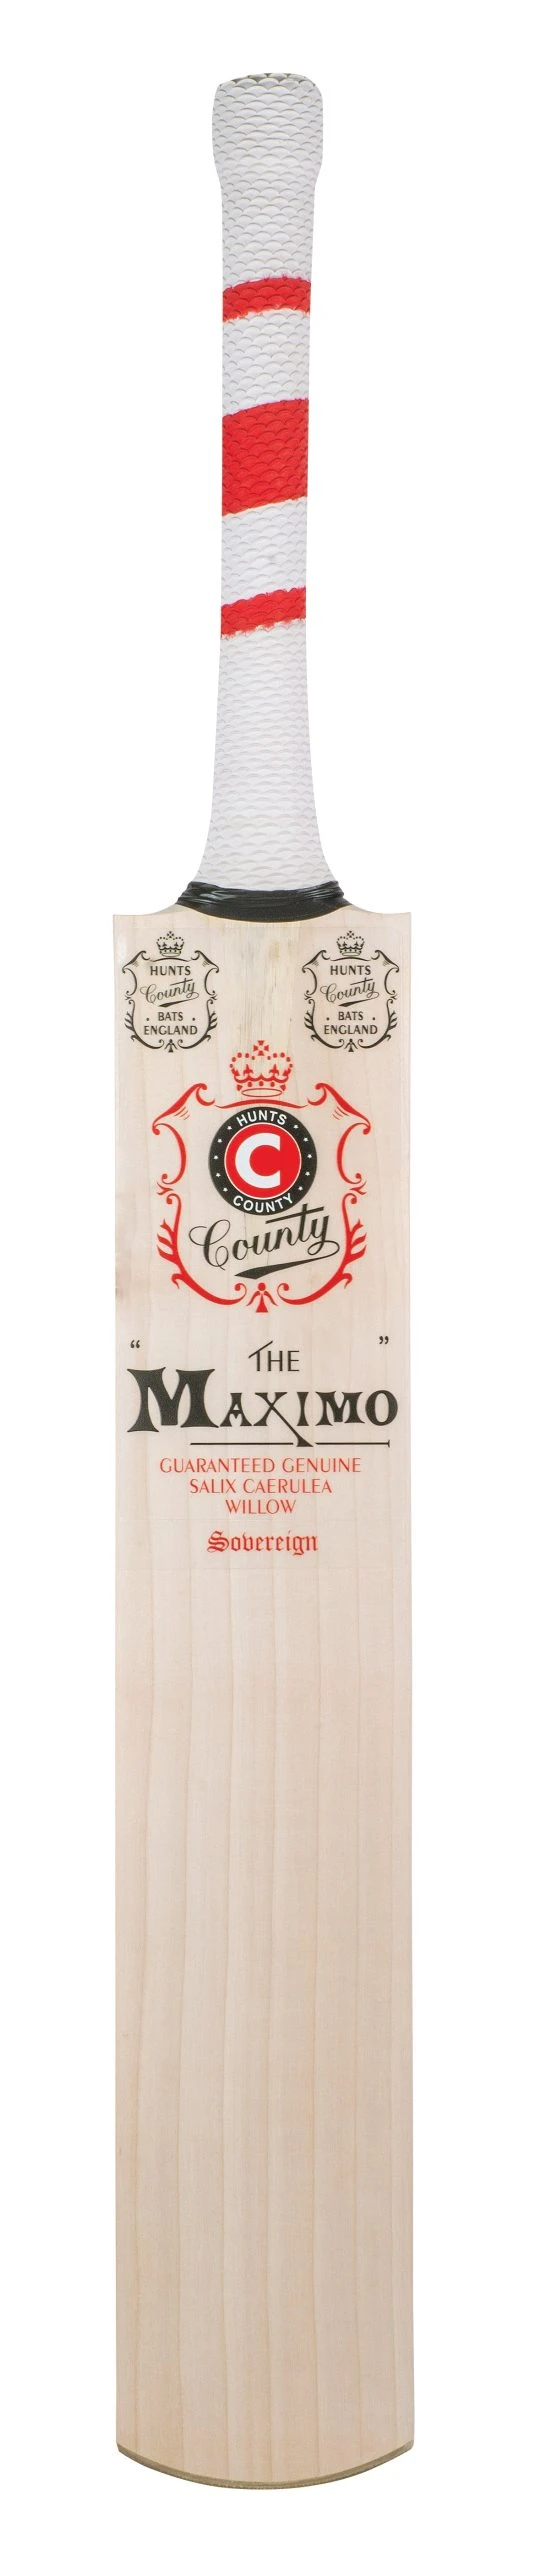 HUNTS
County
· BATS ·
ENGLAND
HUNTS
County
· BATS ·
ENGLAND
HUNTS
C
COUNTY
County
“ THE ”
MAXIMO
GUARANTEED GENUINE
SALIX CAERULEA
WILLOW
Sovereign